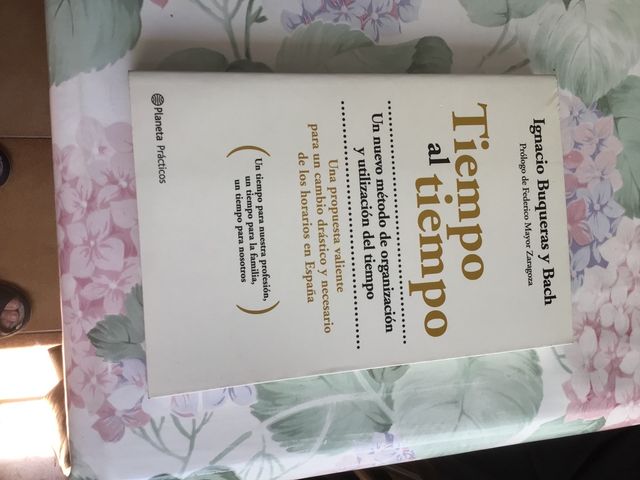 Ignacio Buqueras y Bach
Prólogo de Federico Mayor Zaragoza
Tiempo
al tiempo
Un nuevo método de organización
y utilización del tiempo
Una propuesta valiente
para un cambio drástico y necesario
de los horarios en España
(Un tiempo para nuestra profesión,
un tiempo para la familia,
un tiempo para nosotros)
Planeta Prácticos